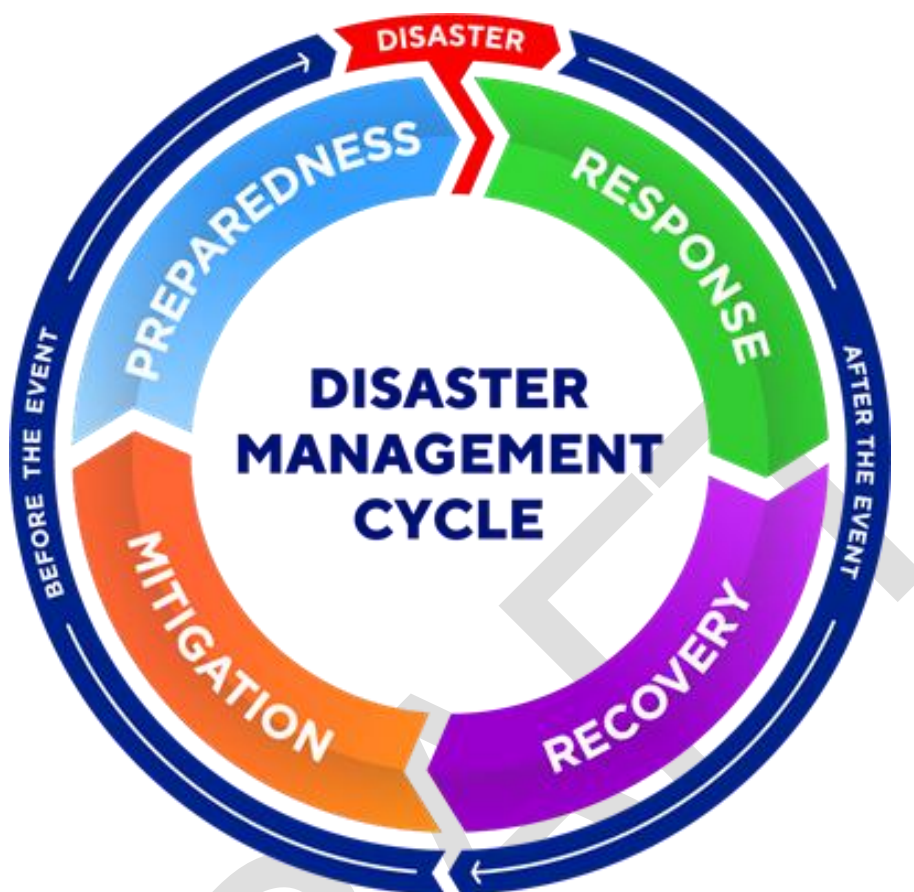 DISASTER
PREPAREDNESS
RESPONSE
BEFORE THE EVENT
AFTER THE EVENT
DISASTER
MANAGEMENT
CYCLE
MITIGATION
RECOVERY